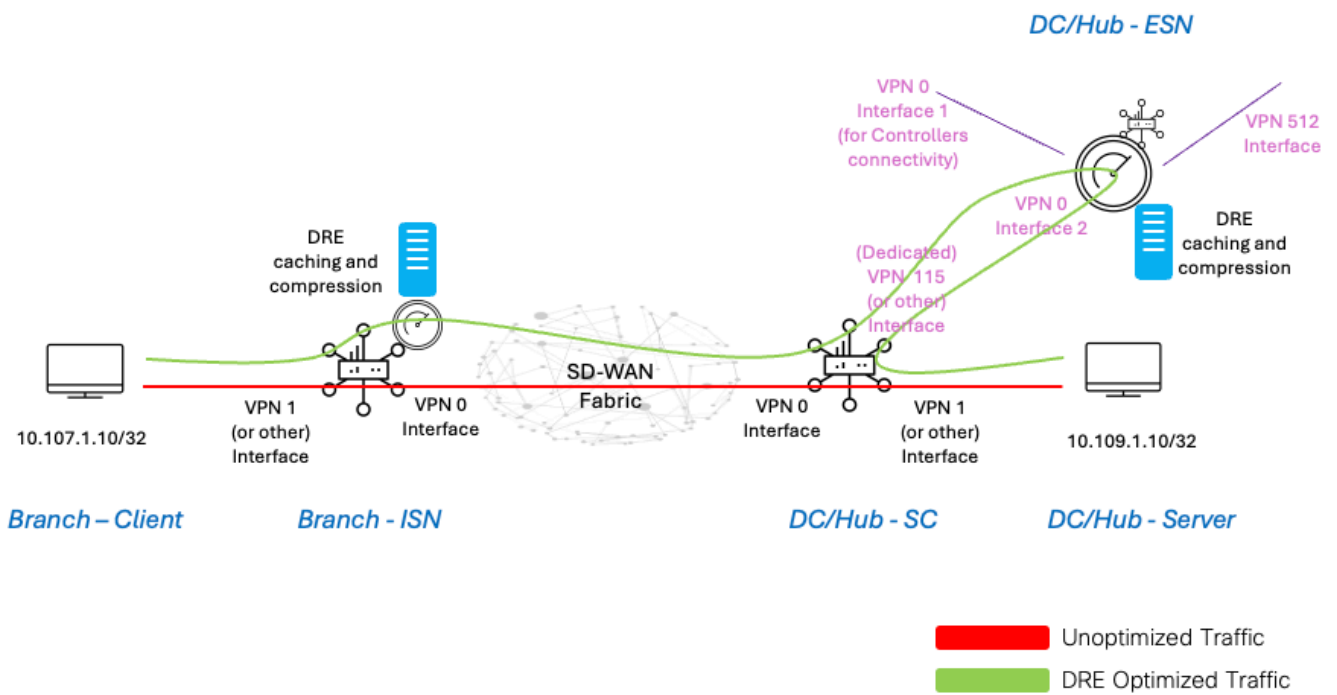 DC/Hub - ESN
VPN 0
Interface 1
(for Controllers
connectivity)
VPN 512
Interface
VPN 0
Interface 2
DRE
caching and
compression
DRE
caching and
compression
(Dedicated)
VPN 115
(or other)
Interface
SD-WAN
Fabric
VPN 1
(or other)
Interface
VPN 0
Interface
VPN 0
Interface
VPN 1
(or other)
Interface
10.107.1.10/32
10.109.1.10/32
Branch – Client
Branch - ISN
DC/Hub - SC
DC/Hub - Server
Unoptimized Traffic
DRE Optimized Traffic